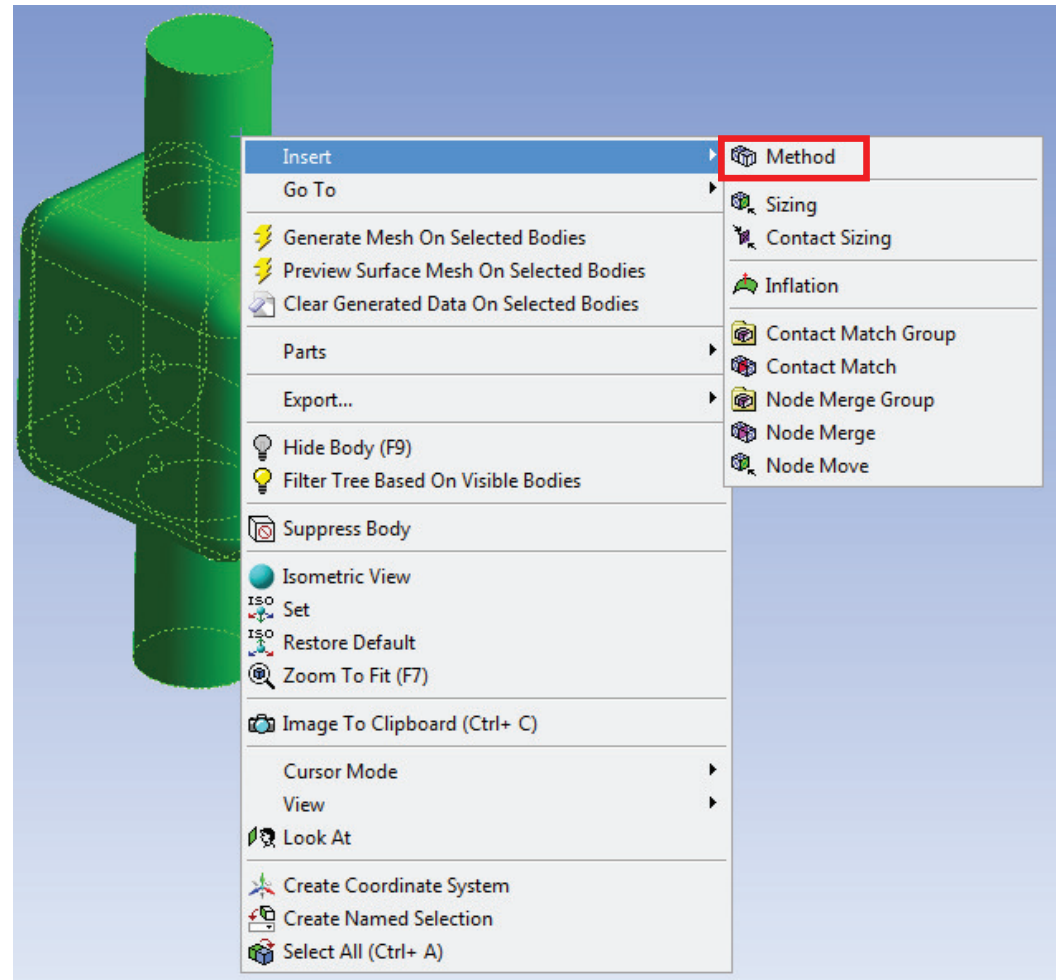 Insert
Go To
Generate Mesh On Selected Bodies
Preview Surface Mesh On Selected Bodies
Clear Generated Data On Selected Bodies
Parts
Export...
Hide Body (F9)
Filter Tree Based On Visible Bodies
Suppress Body
Isometric View
ISO
Set
ISO
Restore Default
Zoom To Fit (F7)
Image To Clipboard (Ctrl+ C)
Cursor Mode
View
Look At
Create Coordinate System
Create Named Selection
Select All (Ctrl+ A)
Method
Sizing
Contact Sizing
Inflation
Contact Match Group
Contact Match
Node Merge Group
Node Merge
Node Move